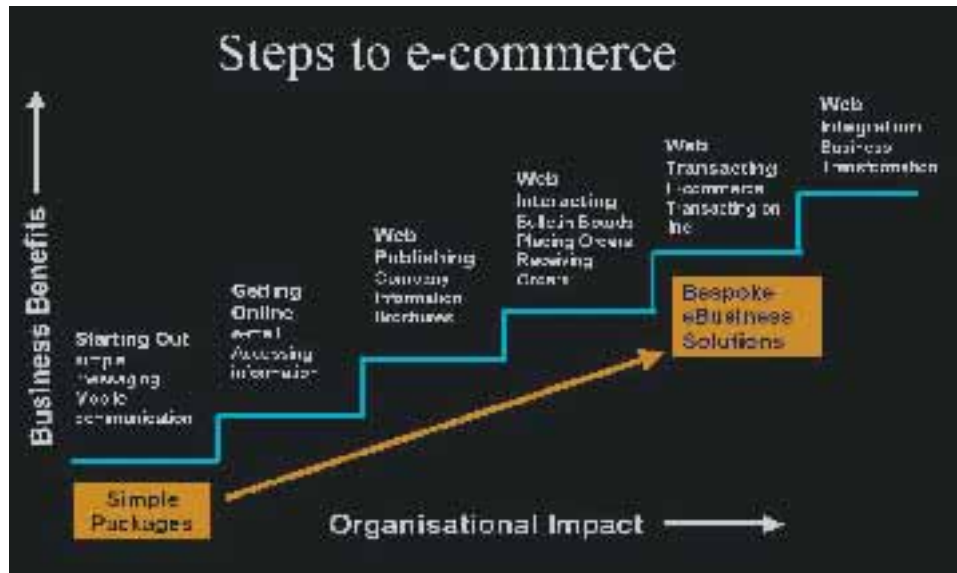 Steps to e-commerce
Business Benefits
Starting Out
simple
messaging
Mobile
communication
Getting
Online
e-mail
Accessing
information
Web
Publishing
Company
Information
Brochures
Web
Interacting
Bulletin Boards
Placing Orders
Receiving
Orders
Web
Transacting
E-commerce
Transacting on
line
Web
Integration
Business
Transformation
Simple
Packages
Bespoke
eBusiness
Solutions
Organisational Impact